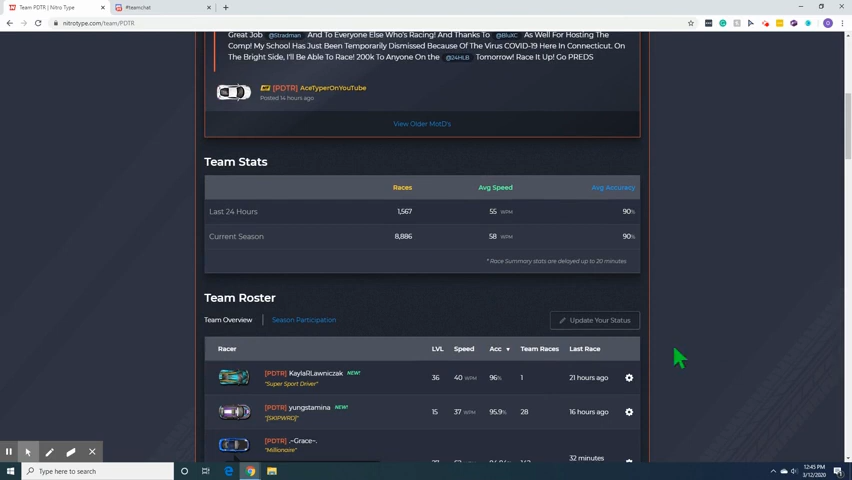 Team PDTR | Nitro Type
#teamchat
nitrotype.com/team/PDTR
Great Job @Stradman And To Everyone Else Who's Racing! And Thanks To @BluXC As Well For Hosting The
Comp! My School Has Just Been Temporarily Dismissed Because Of The Virus COVID-19 Here In Connecticut. On
The Bright Side, I'll Be Able To Race! 200k To Anyone On the @24HLB Tomorrow! Race It Up! Go PREDS
[PDTR] AceTyperOnYouTube
Posted 14 hours ago
View Older MotD's
Team Stats
Races Avg Speed Avg Accuracy
Last 24 Hours 1,567 55 WPM 90%
Current Season 8,886 58 WPM 90%
* Race Summary stats are delayed up to 20 minutes
Team Roster
Team Overview Season Participation Update Your Status
Racer LVL Speed Acc Team Races Last Race
[PDTR] KaylaRLawniczak NEW! 36 40 WPM 96% 1 21 hours ago
"Super Sport Driver"
[PDTR] yungstamina NEW! 15 37 WPM 95.9% 28 16 hours ago
"[SKIPWRD]"
[PDTR] .~Grace~.
"Millionaire"
32 minutes
Type here to search
12:45 PM
3/12/2020